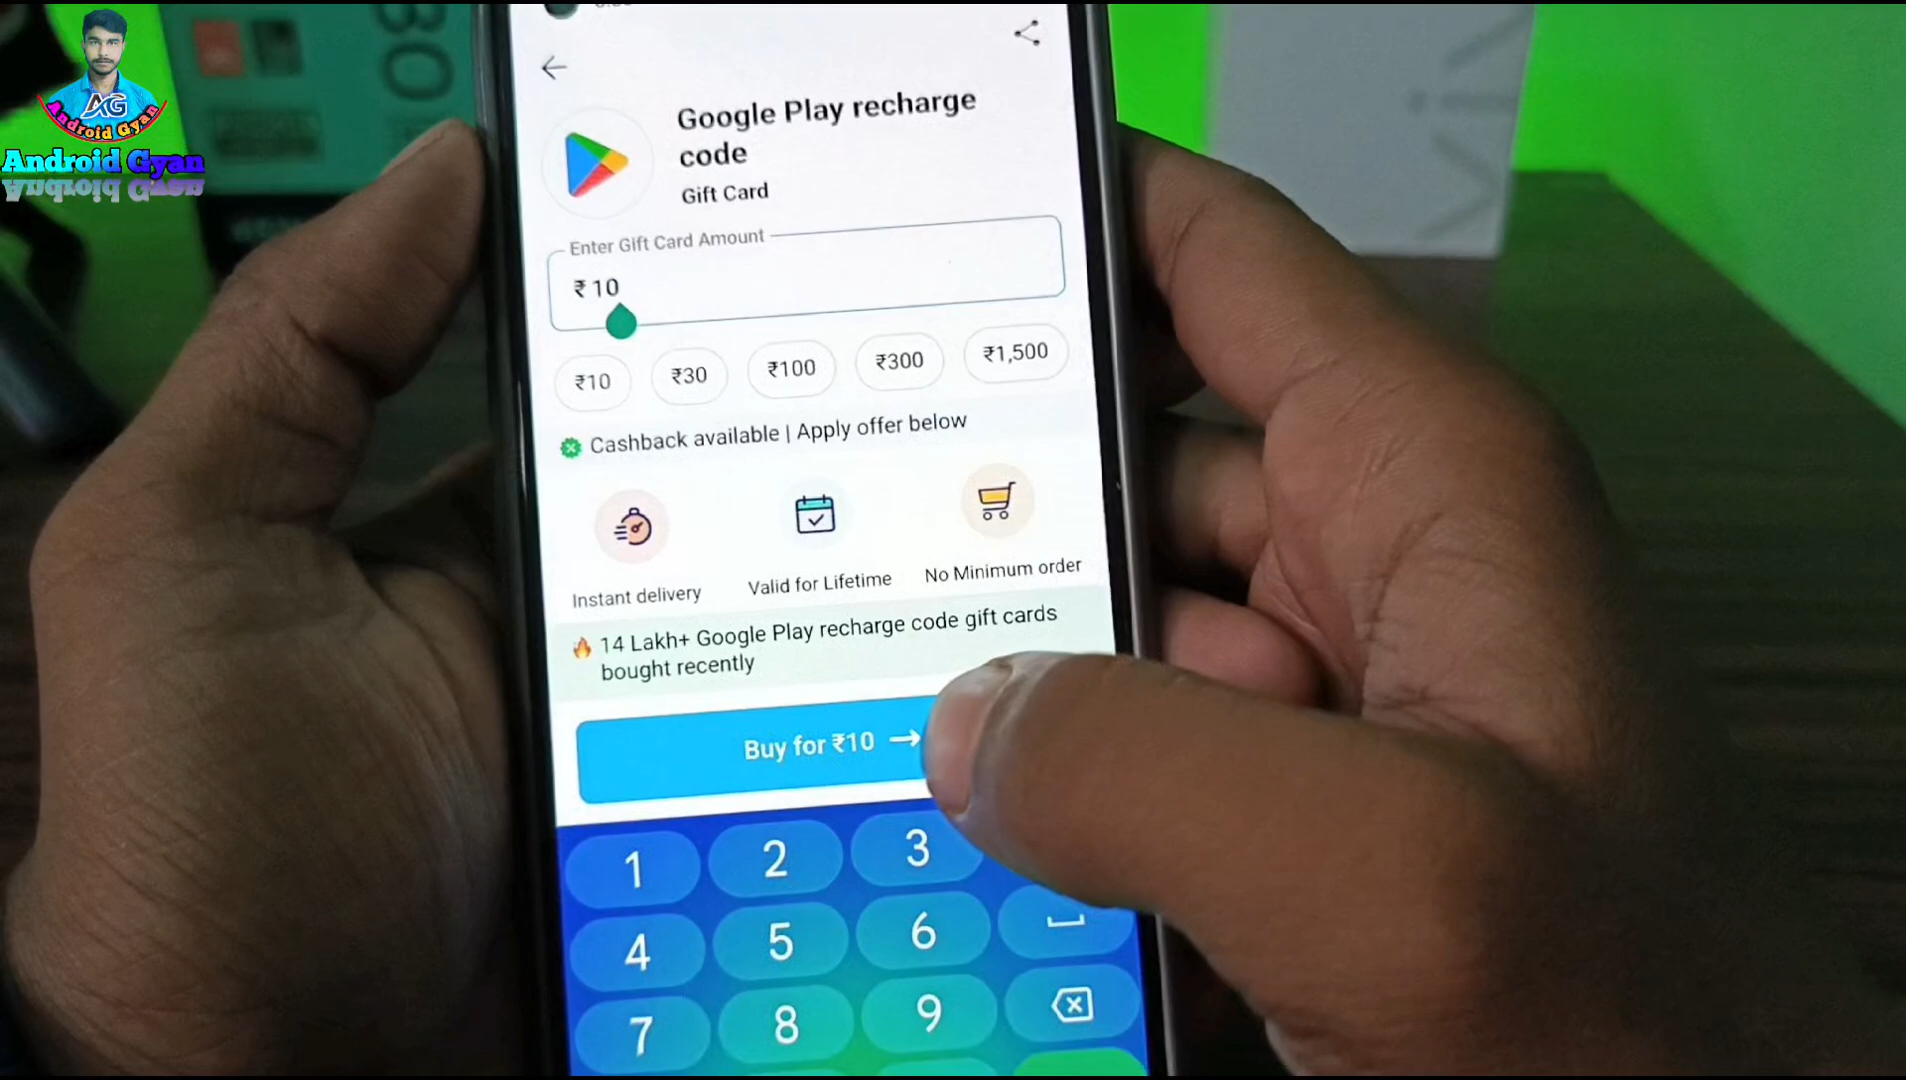 AG
Android Gyan
Android Gyan
Google Play recharge
code
Gift Card
Enter Gift Card Amount
₹ 10
₹10
₹30
₹100
₹300
₹1,500
Cashback available | Apply offer below
Instant delivery
Valid for Lifetime
No Minimum order
14 Lakh+ Google Play recharge code gift cards
bought recently
Buy for ₹10 →
1
2
3
4
5
6
7
8
9